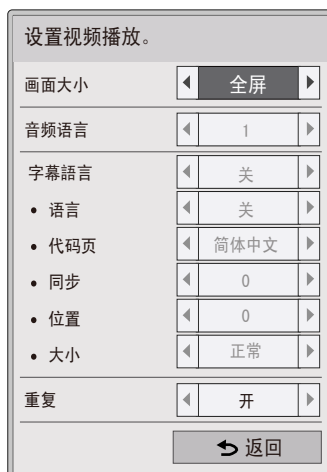 设置视频播放。
画面大小 全屏
音频语言 1
字幕語言 关
• 语言 关
• 代码页 简体中文
• 同步 0
• 位置 0
• 大小 正常
重复 开
返回